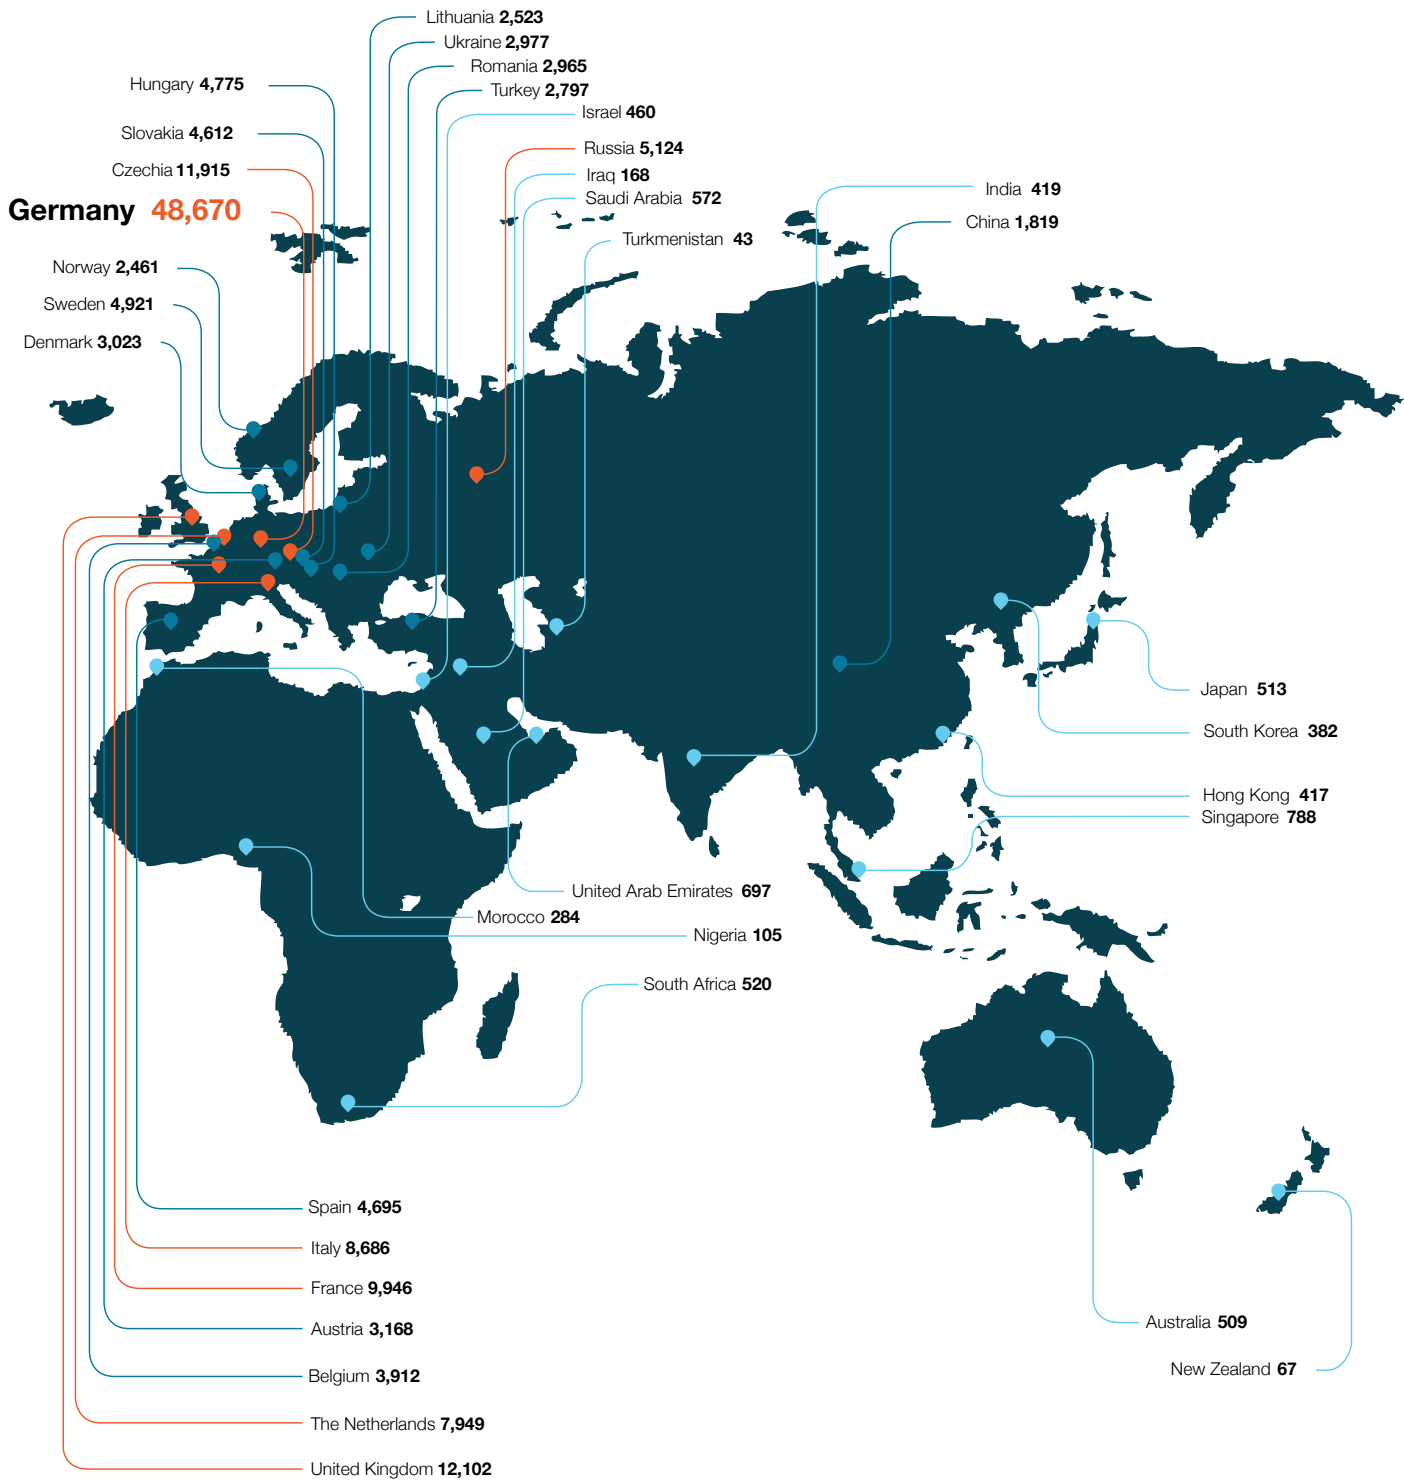 Lithuania 2,523
Ukraine 2,977
Romania 2,965
Hungary 4,775
Turkey 2,797
Israel 460
Slovakia 4,612
Russia 5,124
Czechia 11,915
Iraq 168
India 419
Saudi Arabia 572
Germany 48,670
China 1,819
Turkmenistan 43
Norway 2,461
Sweden 4,921
Denmark 3,023
Japan 513
South Korea 382
Hong Kong 417
Singapore 788
United Arab Emirates 697
Morocco 284
Nigeria 105
South Africa 520
Spain 4,695
Italy 8,686
France 9,946
Australia 509
Austria 3,168
New Zealand 67
Belgium 3,912
The Netherlands 7,949
United Kingdom 12,102